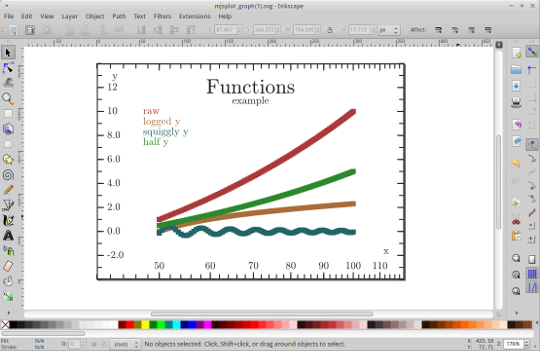 mjsplot_graph(1).svg - Inkscape
File Edit View Layer Object Path Text Filters Extensions Help
X: 87.067 Y: 266.373 W: 134.395 H: 17.713 px Affect:
Functions
example
y
12
10
8.0
6.0
4.0
2.0
0.0
-2.0
raw
logged y
squiggly y
half y
x
50 60 70 80 90 100 110
Fill: N/A
Stroke: N/A
O: 0
(root)
No objects selected. Click, Shift+click, or drag around objects to select.
X: 423.19
Y: 72.71
Z: 176%